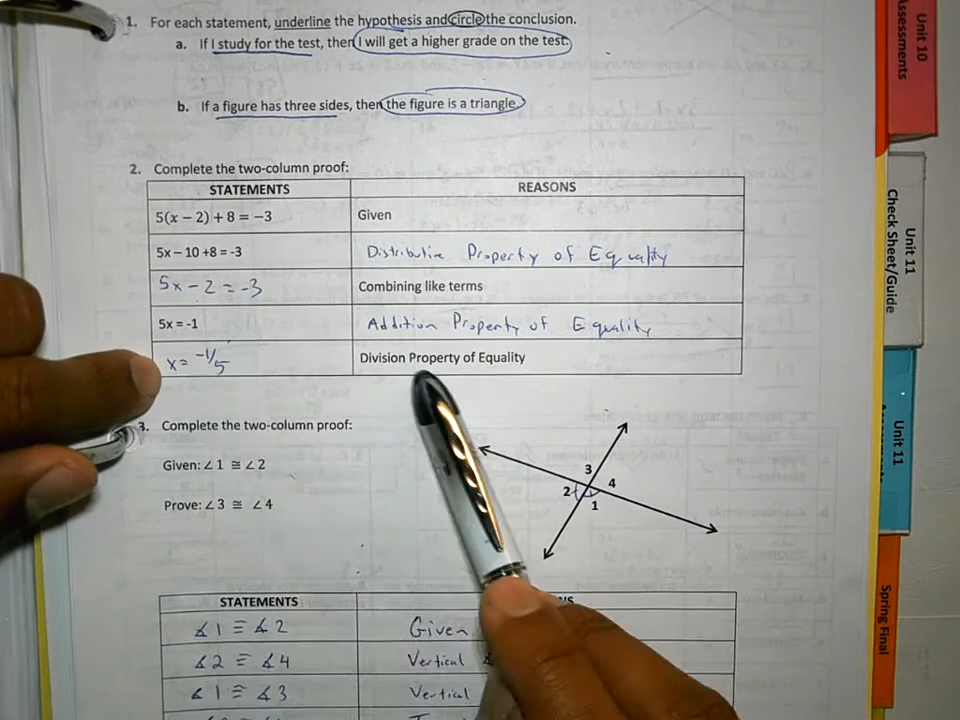 1. For each statement, underline the hypothesis and circle the conclusion.
a. If I study for the test, then I will get a higher grade on the test.
b. If a figure has three sides, then the figure is a triangle
2. Complete the two-column proof:
STATEMENTS REASONS
5(x − 2) + 8 = −3 Given
5x − 10 +8 = -3 Distributive Property of Equality
5x − 2 = -3 Combining like terms
5x = -1 Addition Property of Equality
x = -1/5 Division Property of Equality
3. Complete the two-column proof:
Given: ∠1 ≅ ∠2
Prove: ∠3 ≅ ∠4
3
4
2
1
STATEMENTS
∡1 ≅ ∡2 Given
∡2 ≅ ∡4 Vertical
∡1 ≅ ∡3 Vertical
Unit 10
Assessments
Unit 11
Check Sheet/Guide
Unit 11
Spring Final